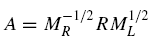 A = M_R^{-1/2} R M_L^{1/2}